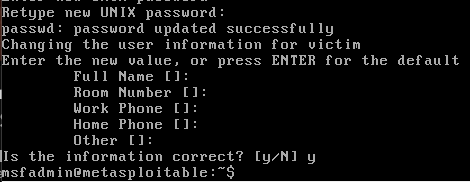 Retype new UNIX password:
passwd: password updated successfully
Changing the user information for victim
Enter the new value, or press ENTER for the default
Full Name []:
Room Number []:
Work Phone []:
Home Phone []:
Other []:
Is the information correct? [y/N] y
msfadmin@metasploitable:~$